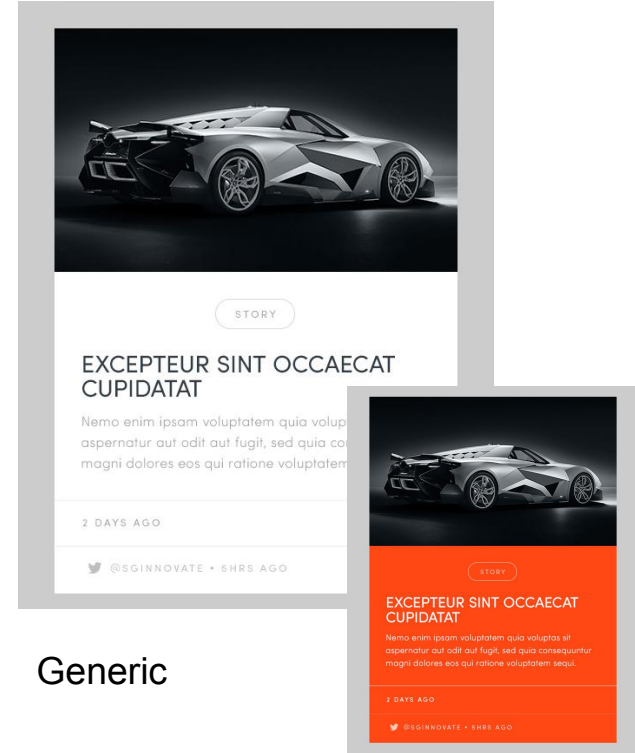 STORY
EXCEPTEUR SINT OCCAECAT
CUPIDATAT
Nemo enim ipsam voluptatem quia volup
aspernatur aut odit aut fugit, sed quia co
magni dolores eos qui ratione voluptatem
2 DAYS AGO
@SGINNOVATE • 5HRS AGO
STORY
EXCEPTEUR SINT OCCAECAT
CUPIDATAT
Nemo enim ipsam voluptatem quia voluptas sit
aspernatur aut odit aut fugit, sed quia consequuntur
magni dolores eos qui ratione voluptatem sequi.
2 DAYS AGO
@SGINNOVATE • 5HRS AGO
Generic